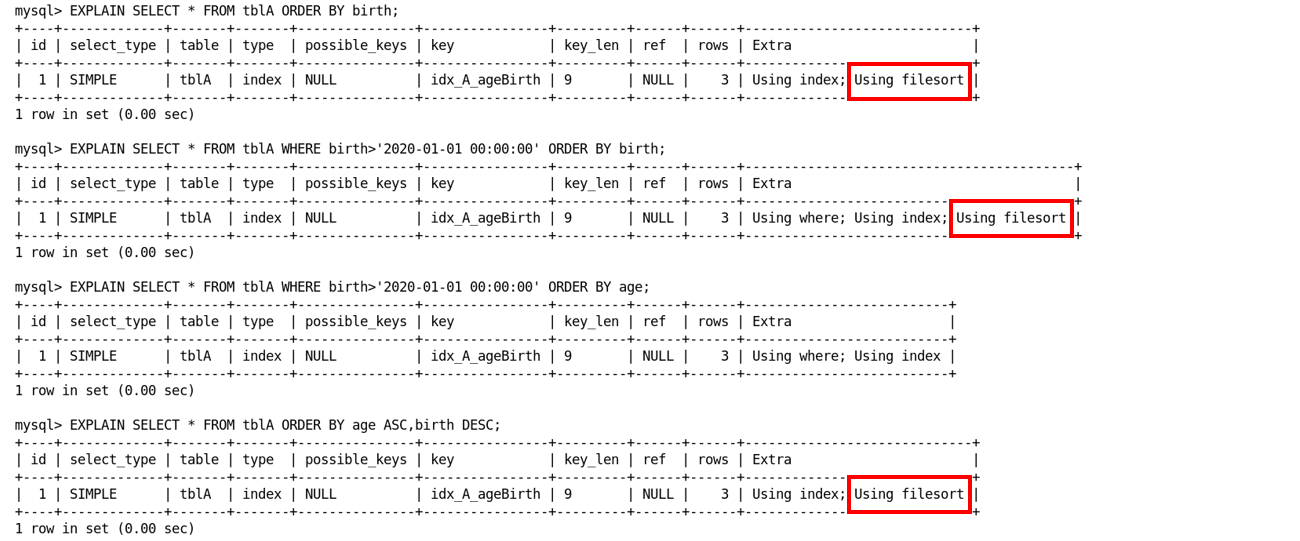 mysql> EXPLAIN SELECT * FROM tblA ORDER BY birth;
+----+-------------+-------+-------+---------------+---------------+---------+------+------+-----------------------------+
| id | select_type | table | type  | possible_keys | key           | key_len | ref  | rows | Extra                       |
+----+-------------+-------+-------+---------------+---------------+---------+------+------+-----------------------------+
|  1 | SIMPLE      | tblA  | index | NULL          | idx_A_ageBirth | 9       | NULL |    3 | Using index; Using filesort |
+----+-------------+-------+-------+---------------+---------------+---------+------+------+-----------------------------+
1 row in set (0.00 sec)
mysql> EXPLAIN SELECT * FROM tblA WHERE birth>'2020-01-01 00:00:00' ORDER BY birth;
+----+-------------+-------+-------+---------------+---------------+---------+------+------+------------------------------------------+
| id | select_type | table | type  | possible_keys | key           | key_len | ref  | rows | Extra                                    |
+----+-------------+-------+-------+---------------+---------------+---------+------+------+------------------------------------------+
|  1 | SIMPLE      | tblA  | index | NULL          | idx_A_ageBirth | 9       | NULL |    3 | Using where; Using index; Using filesort |
+----+-------------+-------+-------+---------------+---------------+---------+------+------+------------------------------------------+
1 row in set (0.00 sec)
mysql> EXPLAIN SELECT * FROM tblA WHERE birth>'2020-01-01 00:00:00' ORDER BY age;
+----+-------------+-------+-------+---------------+---------------+---------+------+------+--------------------------+
| id | select_type | table | type  | possible_keys | key           | key_len | ref  | rows | Extra                    |
+----+-------------+-------+-------+---------------+---------------+---------+------+------+--------------------------+
|  1 | SIMPLE      | tblA  | index | NULL          | idx_A_ageBirth | 9       | NULL |    3 | Using where; Using index |
+----+-------------+-------+-------+---------------+---------------+---------+------+------+--------------------------+
1 row in set (0.00 sec)
mysql> EXPLAIN SELECT * FROM tblA ORDER BY age ASC,birth DESC;
+----+-------------+-------+-------+---------------+---------------+---------+------+------+-----------------------------+
| id | select_type | table | type  | possible_keys | key           | key_len | ref  | rows | Extra                       |
+----+-------------+-------+-------+---------------+---------------+---------+------+------+-----------------------------+
|  1 | SIMPLE      | tblA  | index | NULL          | idx_A_ageBirth | 9       | NULL |    3 | Using index; Using filesort |
+----+-------------+-------+-------+---------------+---------------+---------+------+------+-----------------------------+
1 row in set (0.00 sec)